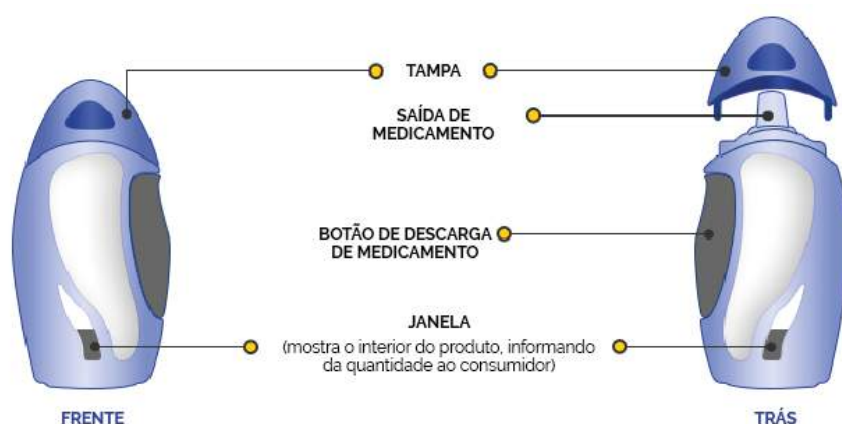 TAMPA
SAÍDA DE
MEDICAMENTO
BOTÃO DE DESCARGA
DE MEDICAMENTO
JANELA
(mostra o interior do produto, informando
da quantidade ao consumidor)
FRENTE
TRÁS